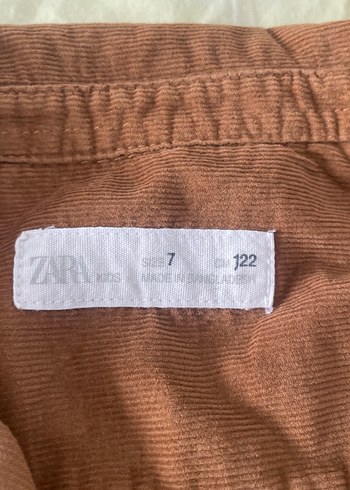 ZARA KIDS SIZE 7 CM 122
MADE IN BANGLADESH